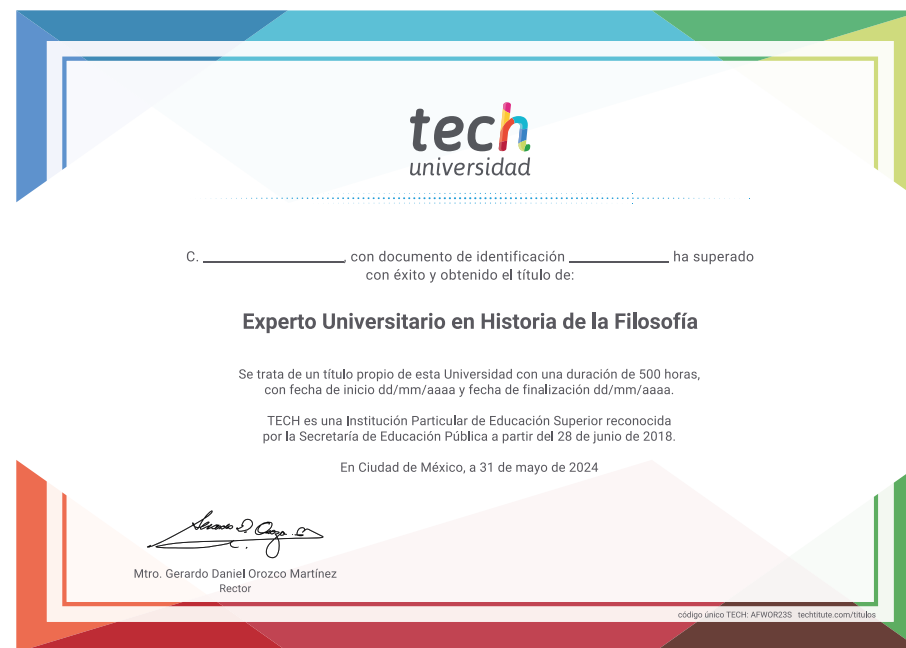 tech
universidad
C. ____________, con documento de identificación ____________ ha superado
con éxito y obtenido el título de:
Experto Universitario en Historia de la Filosofía
Se trata de un título propio de esta Universidad con una duración de 500 horas,
con fecha de inicio dd/mm/aaaa y fecha de finalización dd/mm/aaaa.
TECH es una Institución Particular de Educación Superior reconocida
por la Secretaría de Educación Pública a partir del 28 de junio de 2018.
En Ciudad de México, a 31 de mayo de 2024
Mtro. Gerardo Daniel Orozco Martínez
Rector
código único TECH: AFWOR23S techtitute.com/titulos